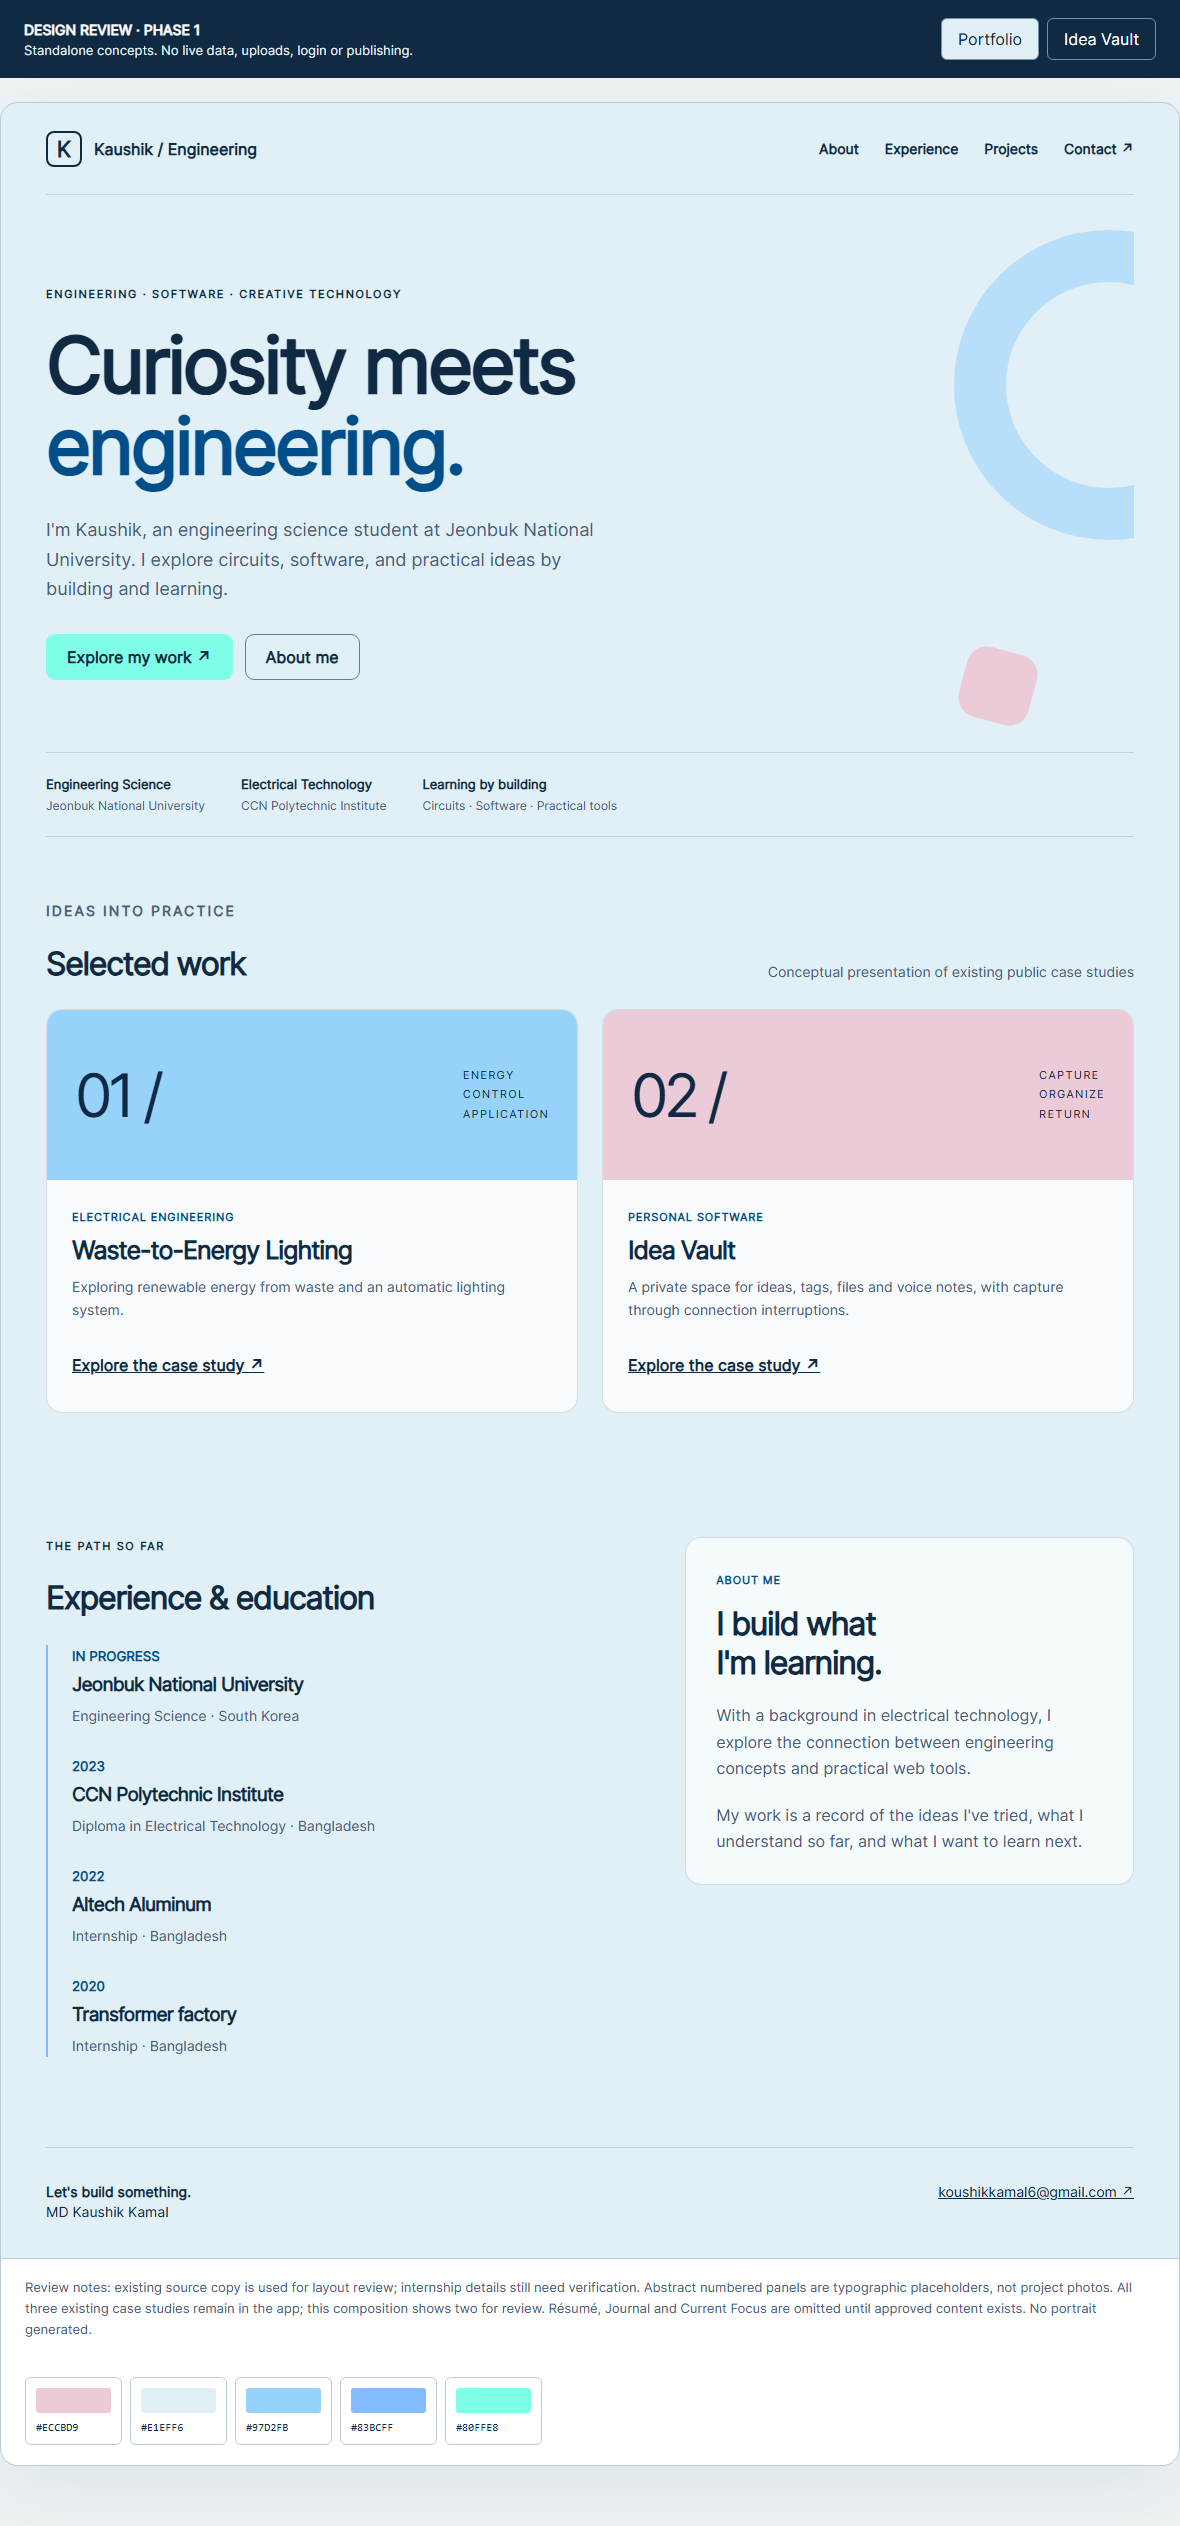 DESIGN REVIEW · PHASE 1
Standalone concepts. No live data, uploads, login or publishing.
Portfolio
Idea Vault
K
Kaushik / Engineering
About
Experience
Projects
Contact ↗
ENGINEERING · SOFTWARE · CREATIVE TECHNOLOGY
Curiosity meets
engineering.
I'm Kaushik, an engineering science student at Jeonbuk National
University. I explore circuits, software, and practical ideas by
building and learning.
Explore my work ↗
About me
Engineering Science
Jeonbuk National University
Electrical Technology
CCN Polytechnic Institute
Learning by building
Circuits · Software · Practical tools
IDEAS INTO PRACTICE
Selected work
Conceptual presentation of existing public case studies
01 /
ENERGY
CONTROL
APPLICATION
ELECTRICAL ENGINEERING
Waste-to-Energy Lighting
Exploring renewable energy from waste and an automatic lighting
system.
Explore the case study ↗
02 /
CAPTURE
ORGANIZE
RETURN
PERSONAL SOFTWARE
Idea Vault
A private space for ideas, tags, files and voice notes, with capture
through connection interruptions.
Explore the case study ↗
THE PATH SO FAR
Experience & education
IN PROGRESS
Jeonbuk National University
Engineering Science · South Korea
2023
CCN Polytechnic Institute
Diploma in Electrical Technology · Bangladesh
2022
Altech Aluminum
Internship · Bangladesh
2020
Transformer factory
Internship · Bangladesh
ABOUT ME
I build what
I'm learning.
With a background in electrical technology, I
explore the connection between engineering
concepts and practical web tools.
My work is a record of the ideas I've tried, what I
understand so far, and what I want to learn next.
Let's build something.
MD Kaushik Kamal
koushikkamal6@gmail.com ↗
Review notes: existing source copy is used for layout review; internship details still need verification. Abstract numbered panels are typographic placeholders, not project photos. All
three existing case studies remain in the app; this composition shows two for review. Résumé, Journal and Current Focus are omitted until approved content exists. No portrait
generated.
#ECCBD9
#E1EFF6
#97D2FB
#83BCFF
#80FFE8